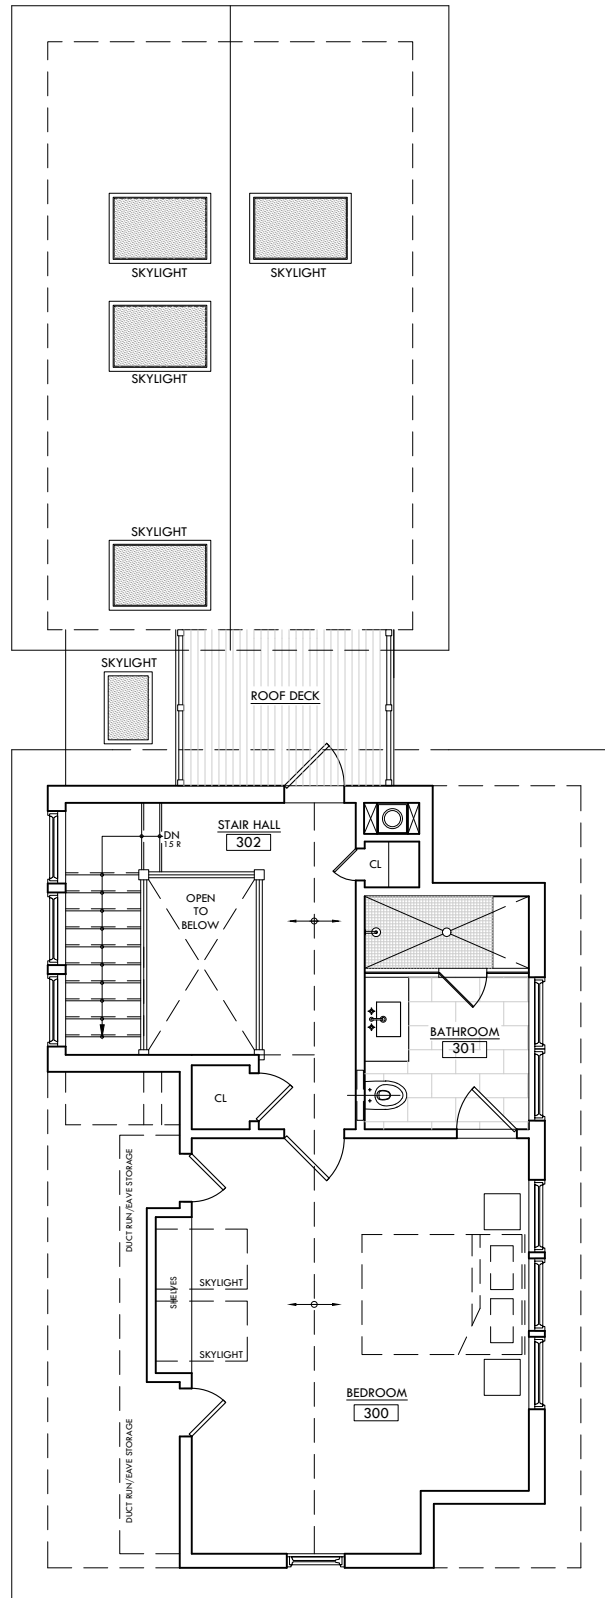 SKYLIGHT
SKYLIGHT
SKYLIGHT
SKYLIGHT
SKYLIGHT
ROOF DECK
STAIR HALL
302
DN
15 R
CL
OPEN
TO
BELOW
BATHROOM
301
CL
DUCT RUN/EAVE STORAGE
SHELVES
SKYLIGHT
SKYLIGHT
BEDROOM
300
DUCT RUN/EAVE STORAGE